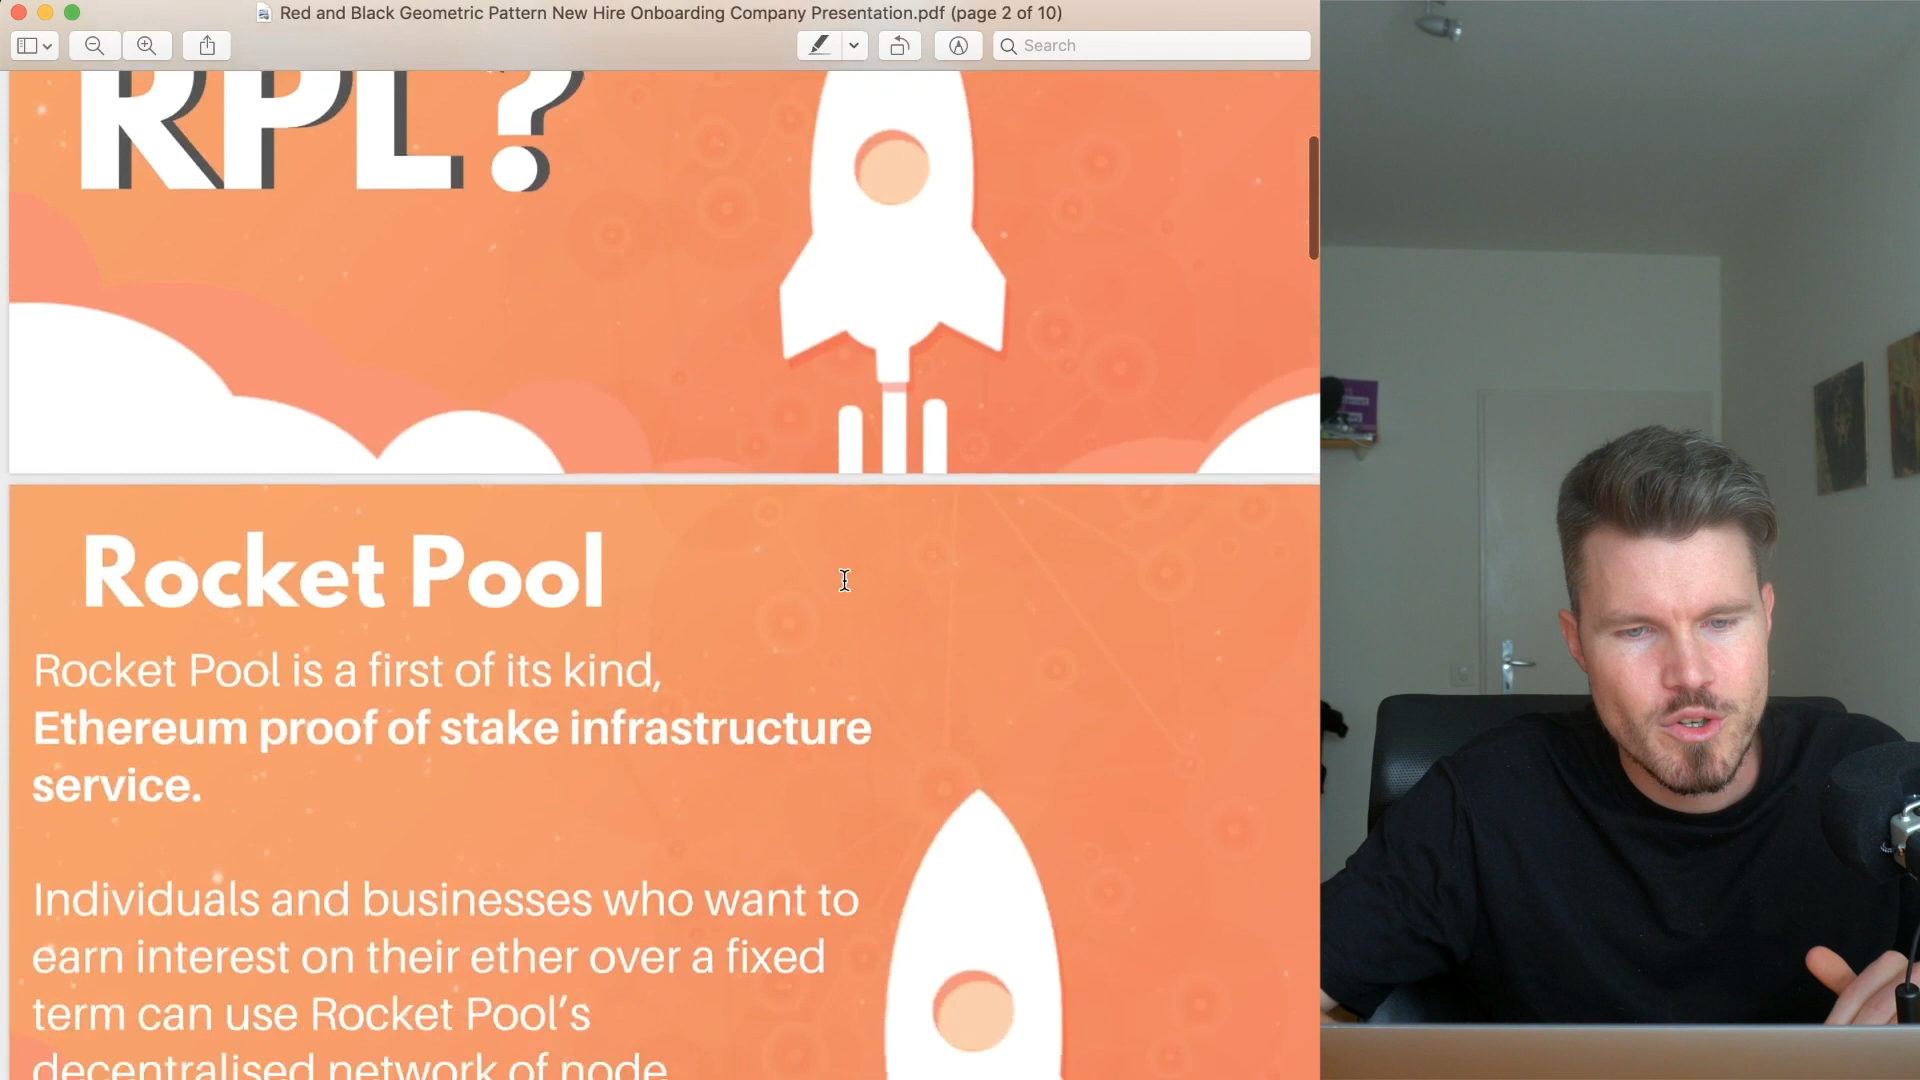 Red and Black Geometric Pattern New Hire Onboarding Company Presentation.pdf (page 2 of 10)
Search
RPL?
Rocket Pool
Rocket Pool is a first of its kind,
Ethereum proof of stake infrastructure
service.
Individuals and businesses who want to
earn interest on their ether over a fixed
term can use Rocket Pool's
decentralised network of node